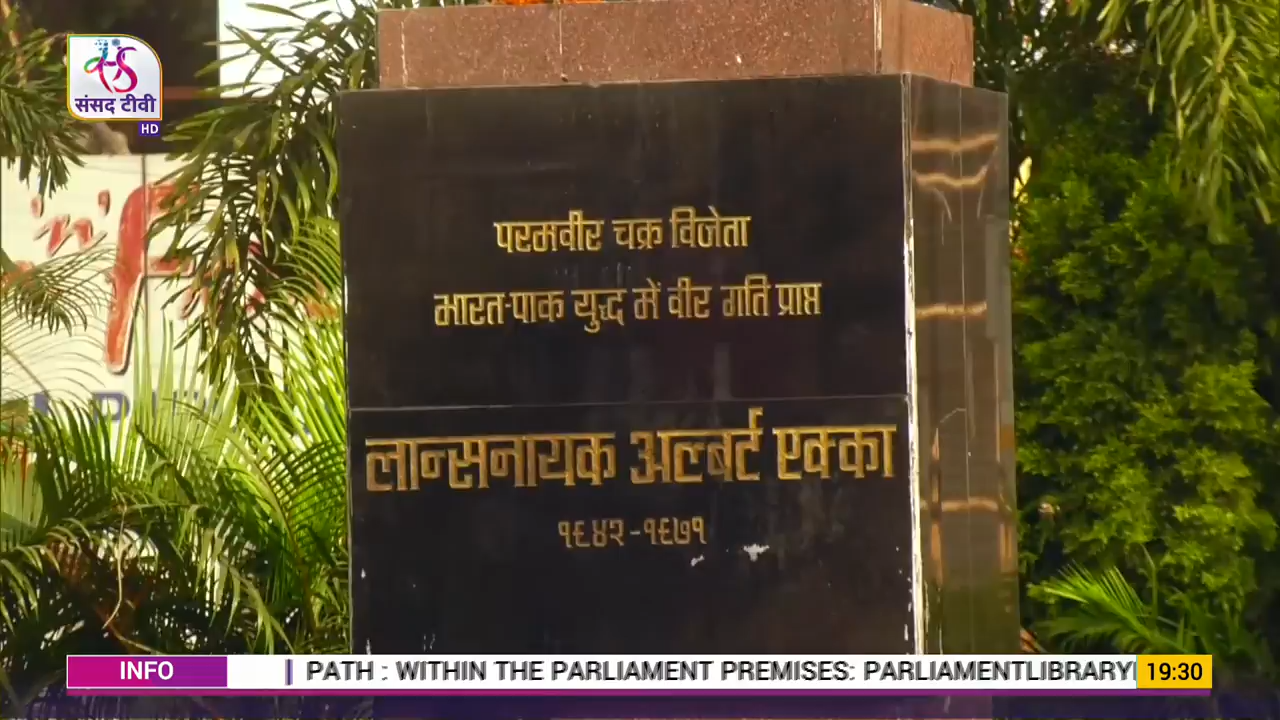 संसद टीवी
HD
परमवीर चक्र विजेता
भारत-पाक युद्ध में वीर गति प्राप्त
लान्सनायक अल्बर्ट एक्का
१९४२-१९७१
INFO
PATH : WITHIN THE PARLIAMENT PREMISES: PARLIAMENTLIBRARY
19:30